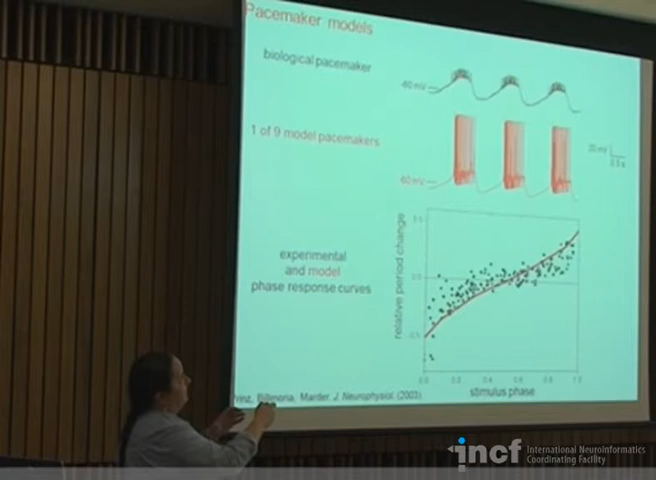 Pacemaker models
biological pacemaker
-60 mV
1 of 9 model pacemakers
-60 mV
20 mV
0.5 s
experimental
and model
phase response curves
relative period change
0.5
0.0
-0.5
0.0 0.2 0.4 0.6 0.8 1.0
stimulus phase
Prinz, Billimoria, Marder, J. Neurophysiol. (2003)
incf International Neuroinformatics
Coordinating Facility